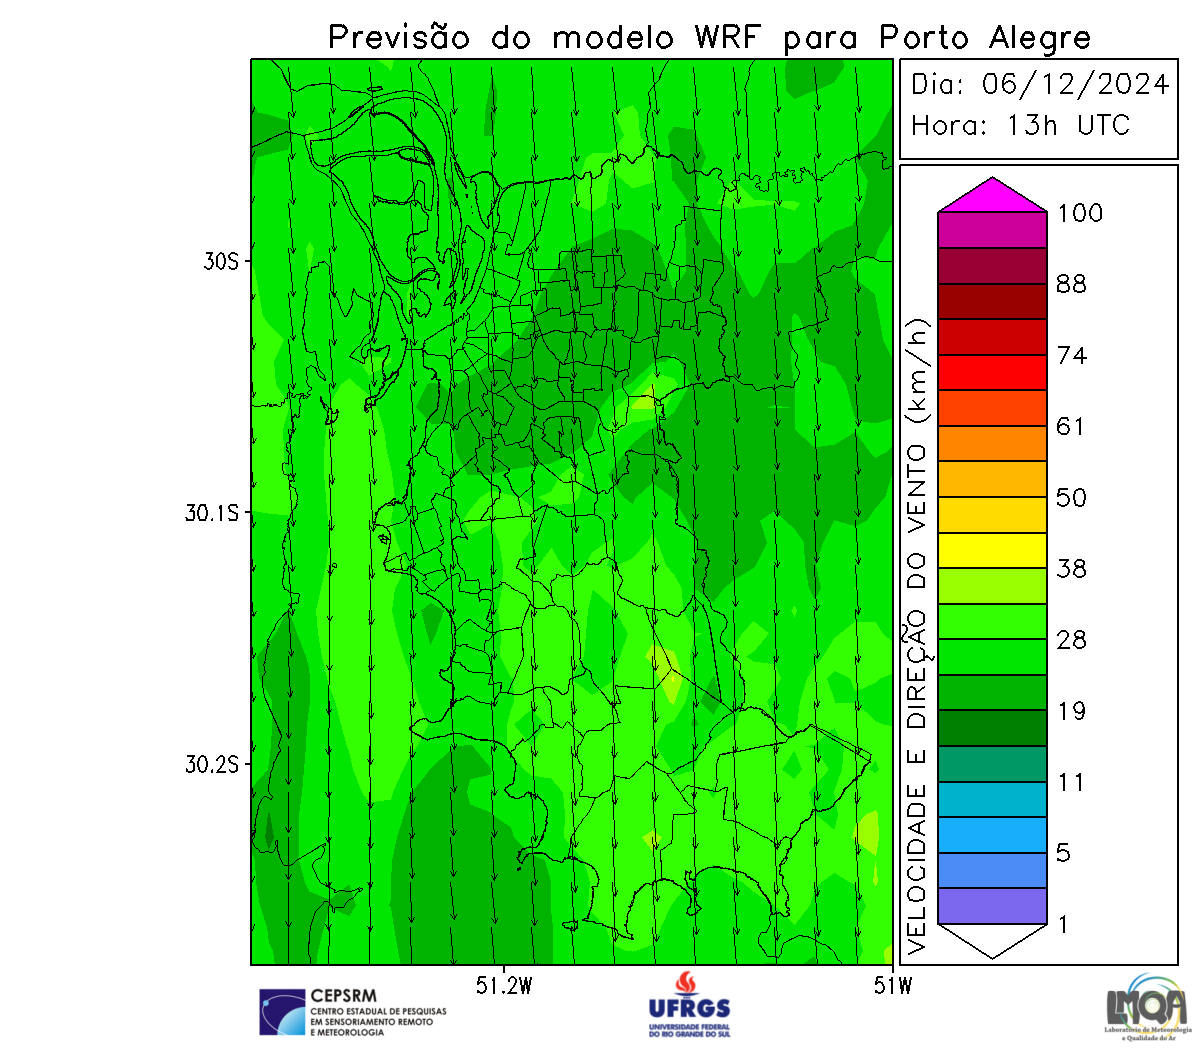 Previsão do modelo WRF para Porto Alegre
Dia: 06/12/2024
Hora: 13h UTC
VELOCIDADE E DIREÇÃO DO VENTO (km/h)
100
88
74
61
50
38
28
19
11
5
1
30S
30.1S
30.2S
51.2W
51W
CEPSRM
CENTRO ESTADUAL DE PESQUISAS
EM SENSORIAMENTO REMOTO
E METEOROLOGIA
UFRGS
UNIVERSIDADE FEDERAL
DO RIO GRANDE DO SUL
LMQA
Laboratório de Meteorologia
e Qualidade do Ar